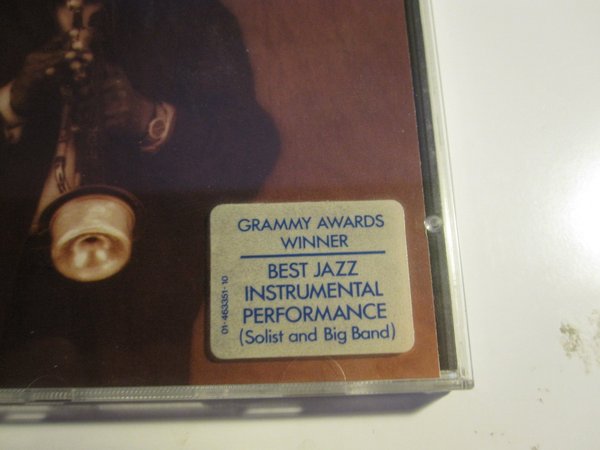 GRAMMY AWARDS
WINNER
BEST JAZZ
INSTRUMENTAL
PERFORMANCE
(Solist and Big Band)
01-463351-10